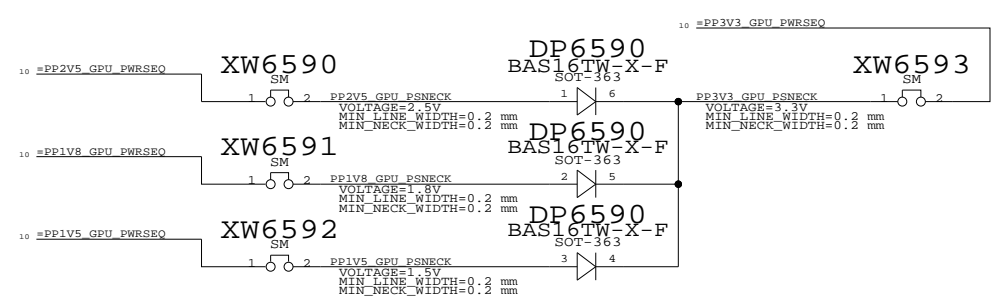 10 =PP3V3_GPU_PWRSEQ
10 =PP2V5_GPU_PWRSEQ
XW6590
SM
1 2
PP2V5_GPU_PSNECK
VOLTAGE=2.5V
MIN_LINE_WIDTH=0.2 mm
MIN_NECK_WIDTH=0.2 mm
DP6590
BAS16TW-X-F
SOT-363
1 6
PP3V3_GPU_PSNECK
VOLTAGE=3.3V
MIN_LINE_WIDTH=0.2 mm
MIN_NECK_WIDTH=0.2 mm
XW6593
SM
1 2
10 =PP1V8_GPU_PWRSEQ
XW6591
SM
1 2
PP1V8_GPU_PSNECK
VOLTAGE=1.8V
MIN_LINE_WIDTH=0.2 mm
MIN_NECK_WIDTH=0.2 mm
DP6590
BAS16TW-X-F
SOT-363
2 5
10 =PP1V5_GPU_PWRSEQ
XW6592
SM
1 2
PP1V5_GPU_PSNECK
VOLTAGE=1.5V
MIN_LINE_WIDTH=0.2 mm
MIN_NECK_WIDTH=0.2 mm
DP6590
BAS16TW-X-F
SOT-363
3 4